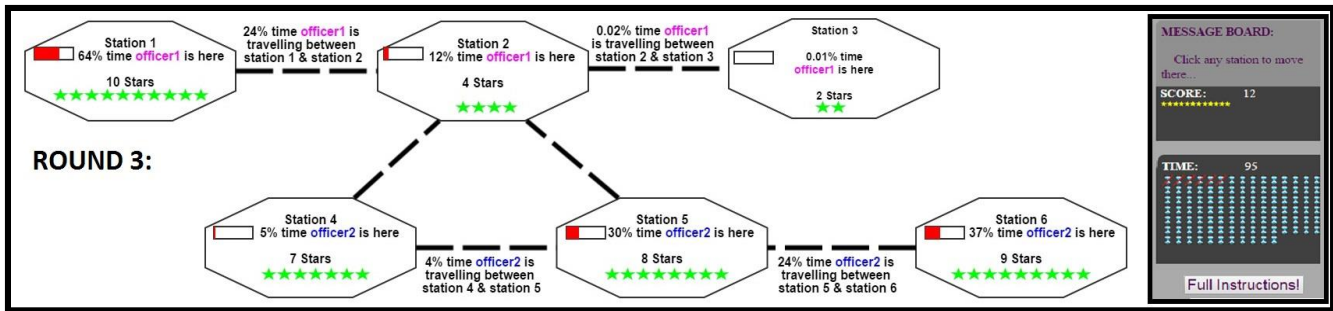 Station 1
64% time officer1 is here
10 Stars
24% time officer1 is
travelling between
station 1 & station 2
Station 2
12% time officer1 is here
4 Stars
0.02% time officer1
is travelling between
station 2 & station 3
Station 3
0.01% time
officer1 is here
2 Stars
ROUND 3:
Station 4
5% time officer2 is here
7 Stars
4% time officer2 is
travelling between
station 4 & station 5
Station 5
30% time officer2 is here
8 Stars
24% time officer2 is
travelling between
station 5 & station 6
Station 6
37% time officer2 is here
9 Stars
MESSAGE BOARD:
Click any station to move
there...
SCORE: 12
TIME: 95
Full Instructions!